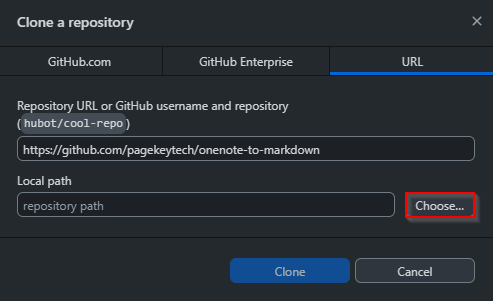 Clone a repository
GitHub.com
GitHub Enterprise
URL
Repository URL or GitHub username and repository
(hubot/cool-repo)
https://github.com/pagekeytech/onenote-to-markdown
Local path
repository path
Choose...
Clone
Cancel